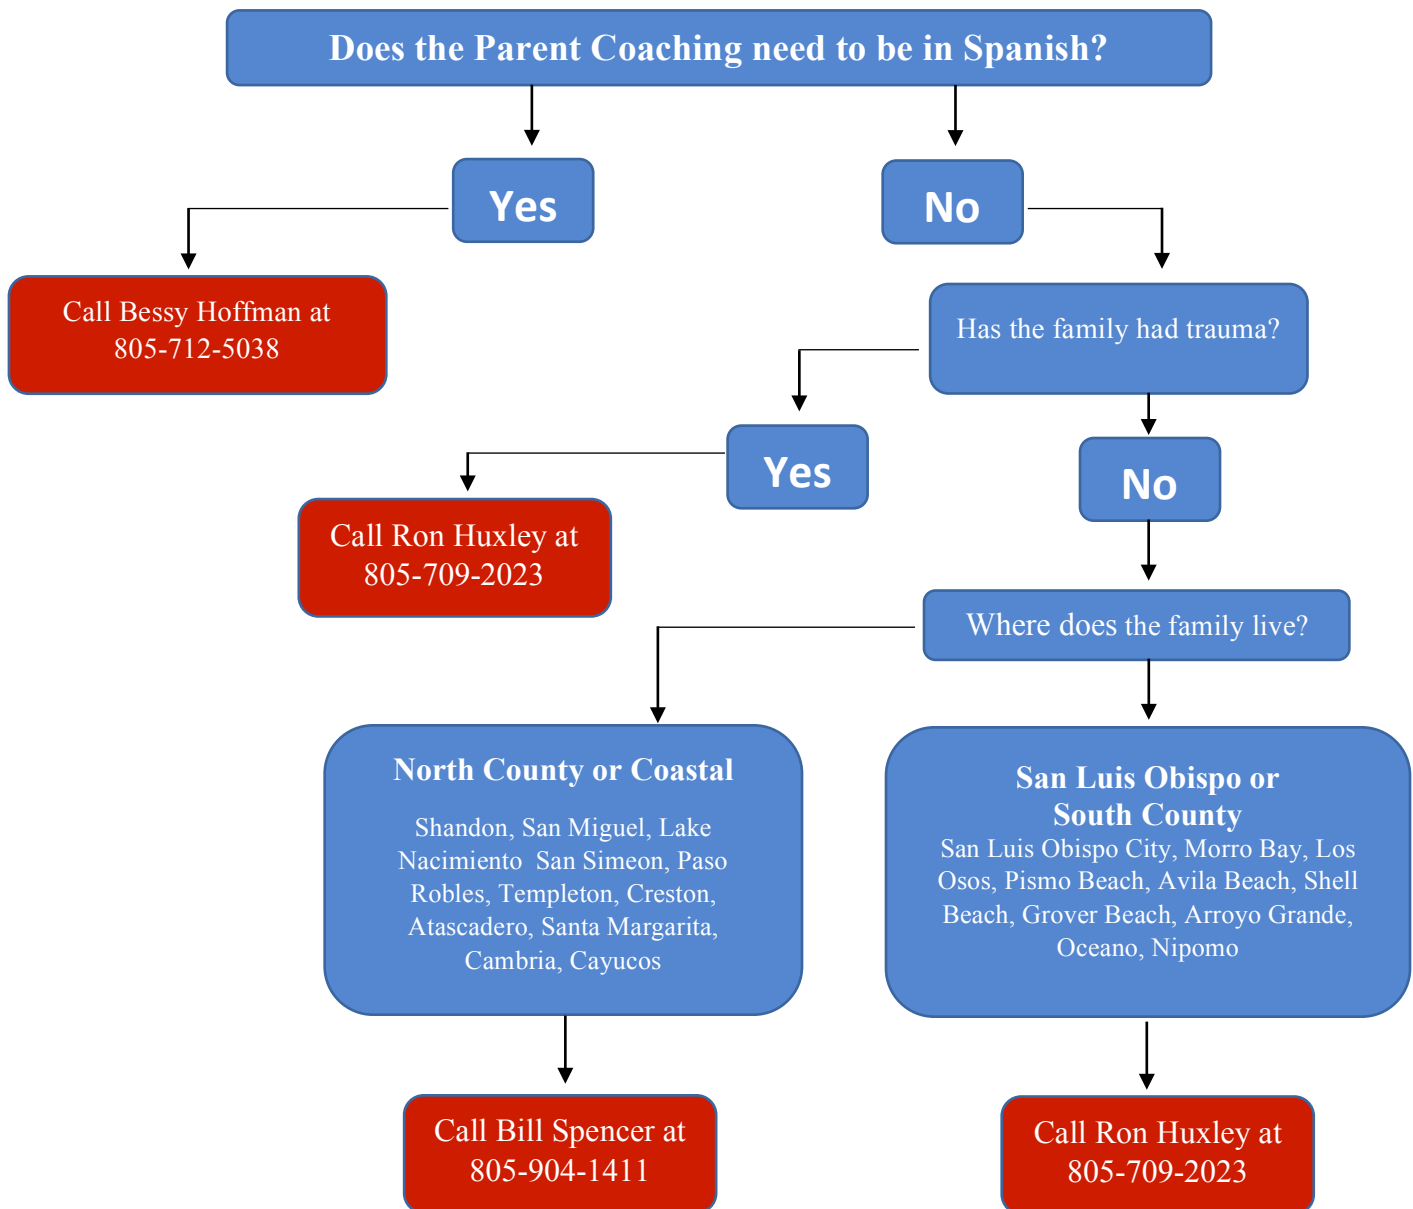 Does the Parent Coaching need to be in Spanish?
Yes
No
Call Bessy Hoffman at
805-712-5038
Has the family had trauma?
Yes
No
Call Ron Huxley at
805-709-2023
Where does the family live?
North County or Coastal
Shandon, San Miguel, Lake
Nacimiento  San Simeon, Paso
Robles, Templeton, Creston,
Atascadero, Santa Margarita,
Cambria, Cayucos
San Luis Obispo or
South County
San Luis Obispo City, Morro Bay, Los
Osos, Pismo Beach, Avila Beach, Shell
Beach, Grover Beach, Arroyo Grande,
Oceano, Nipomo
Call Bill Spencer at
805-904-1411
Call Ron Huxley at
805-709-2023